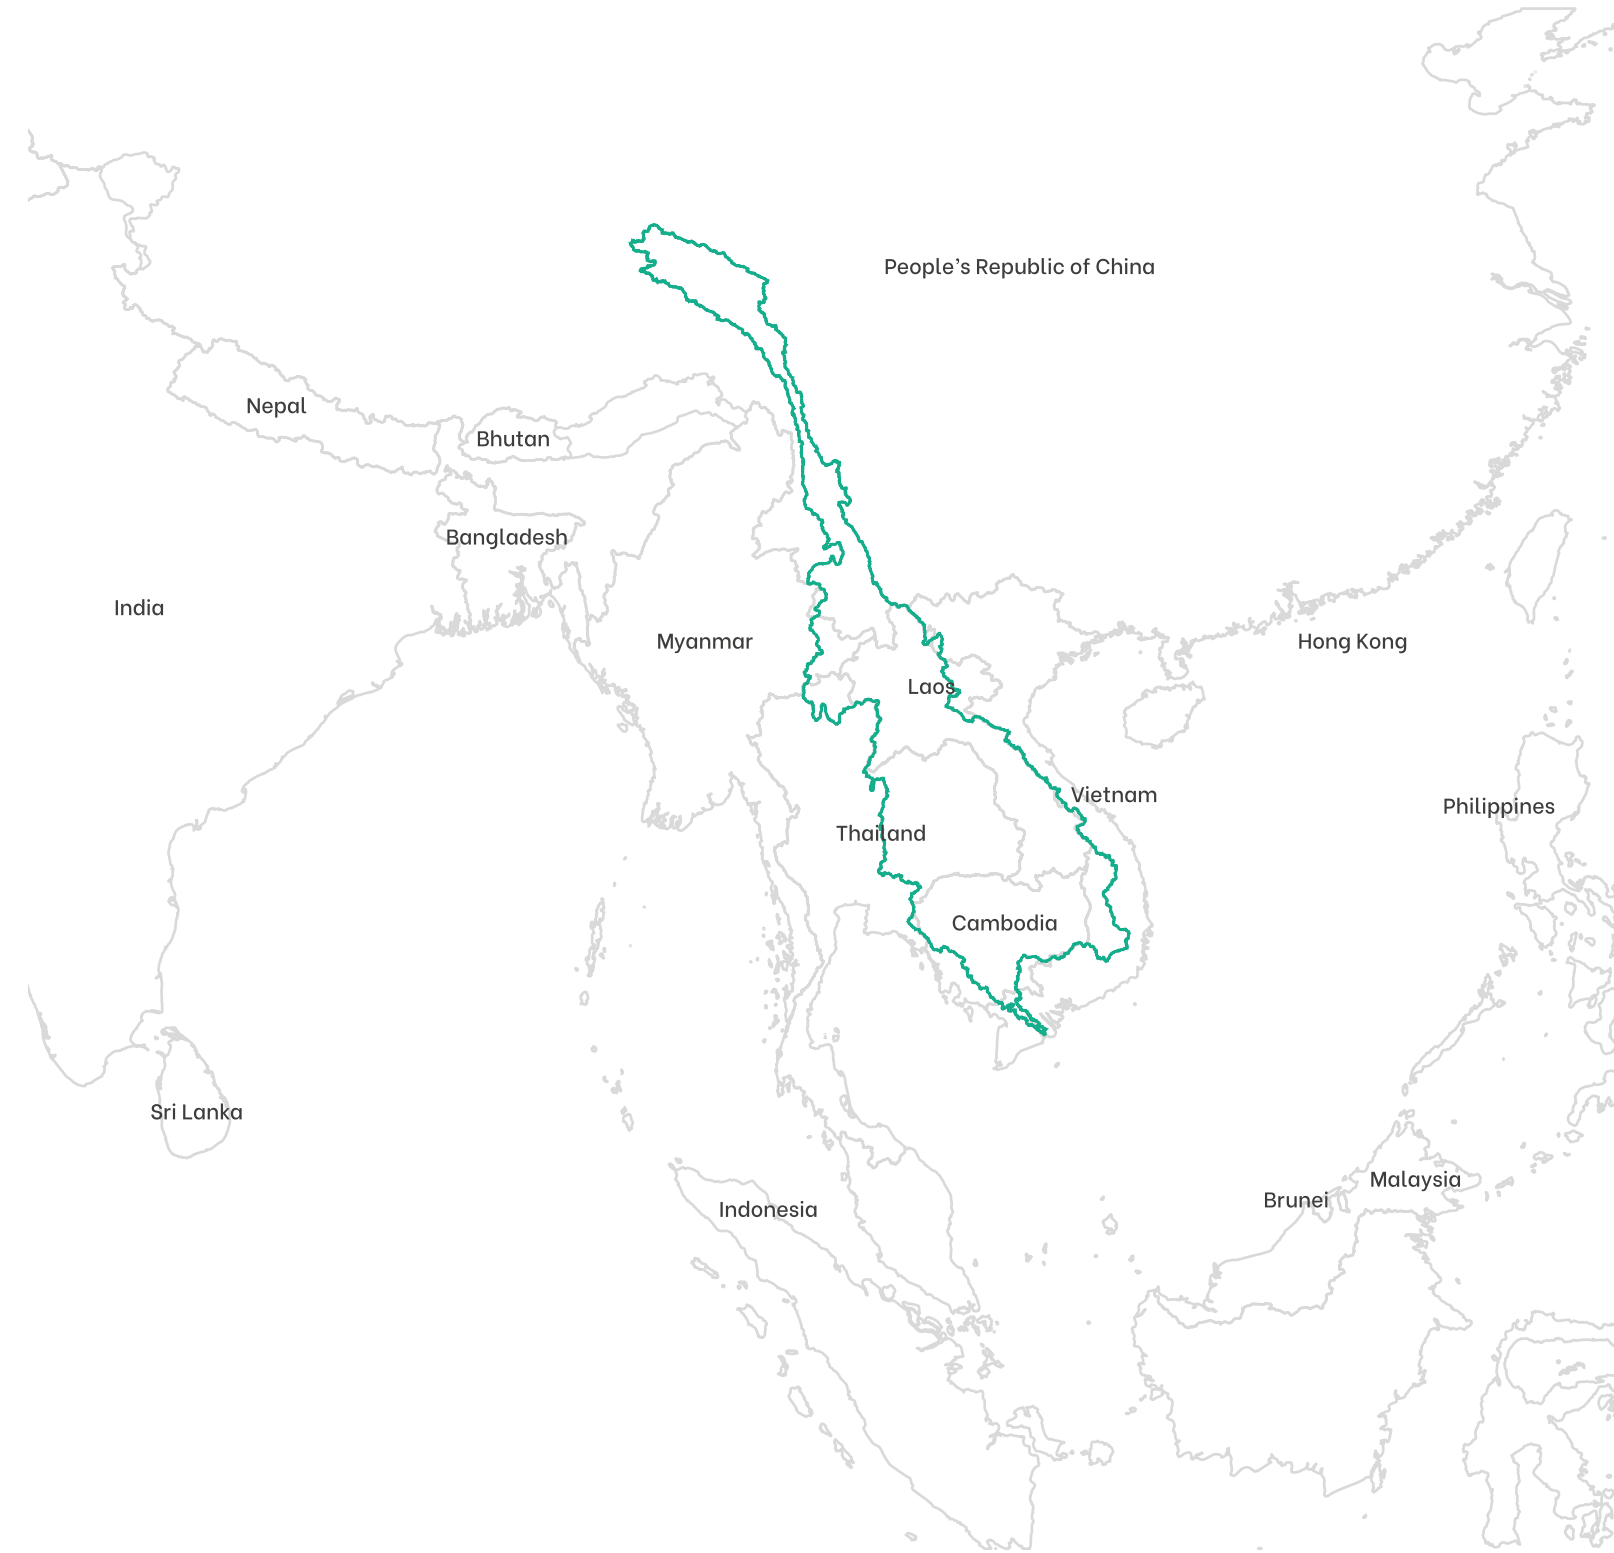 People’s Republic of China
Nepal
Bhutan
Bangladesh
India
Myanmar
Hong Kong
Laos
Vietnam
Philippines
Thailand
Cambodia
Sri Lanka
Malaysia
Brunei
Indonesia